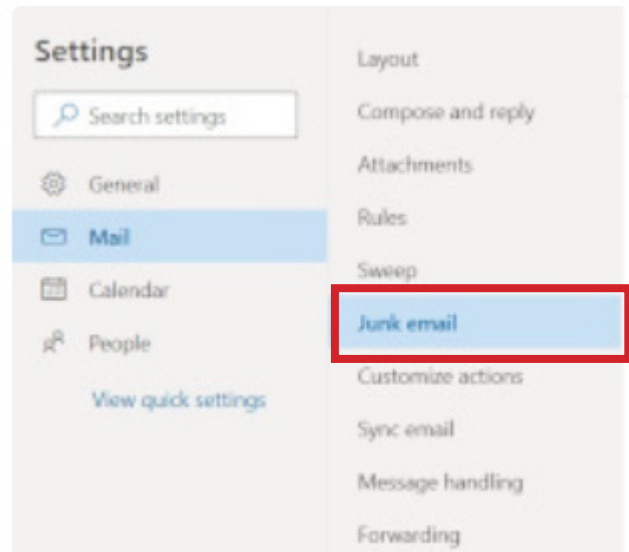 Settings
Search settings
General
Mail
Calendar
People
View quick settings
Layout
Compose and reply
Attachments
Rules
Sweep
Junk email
Customize actions
Sync email
Message handling
Forwarding